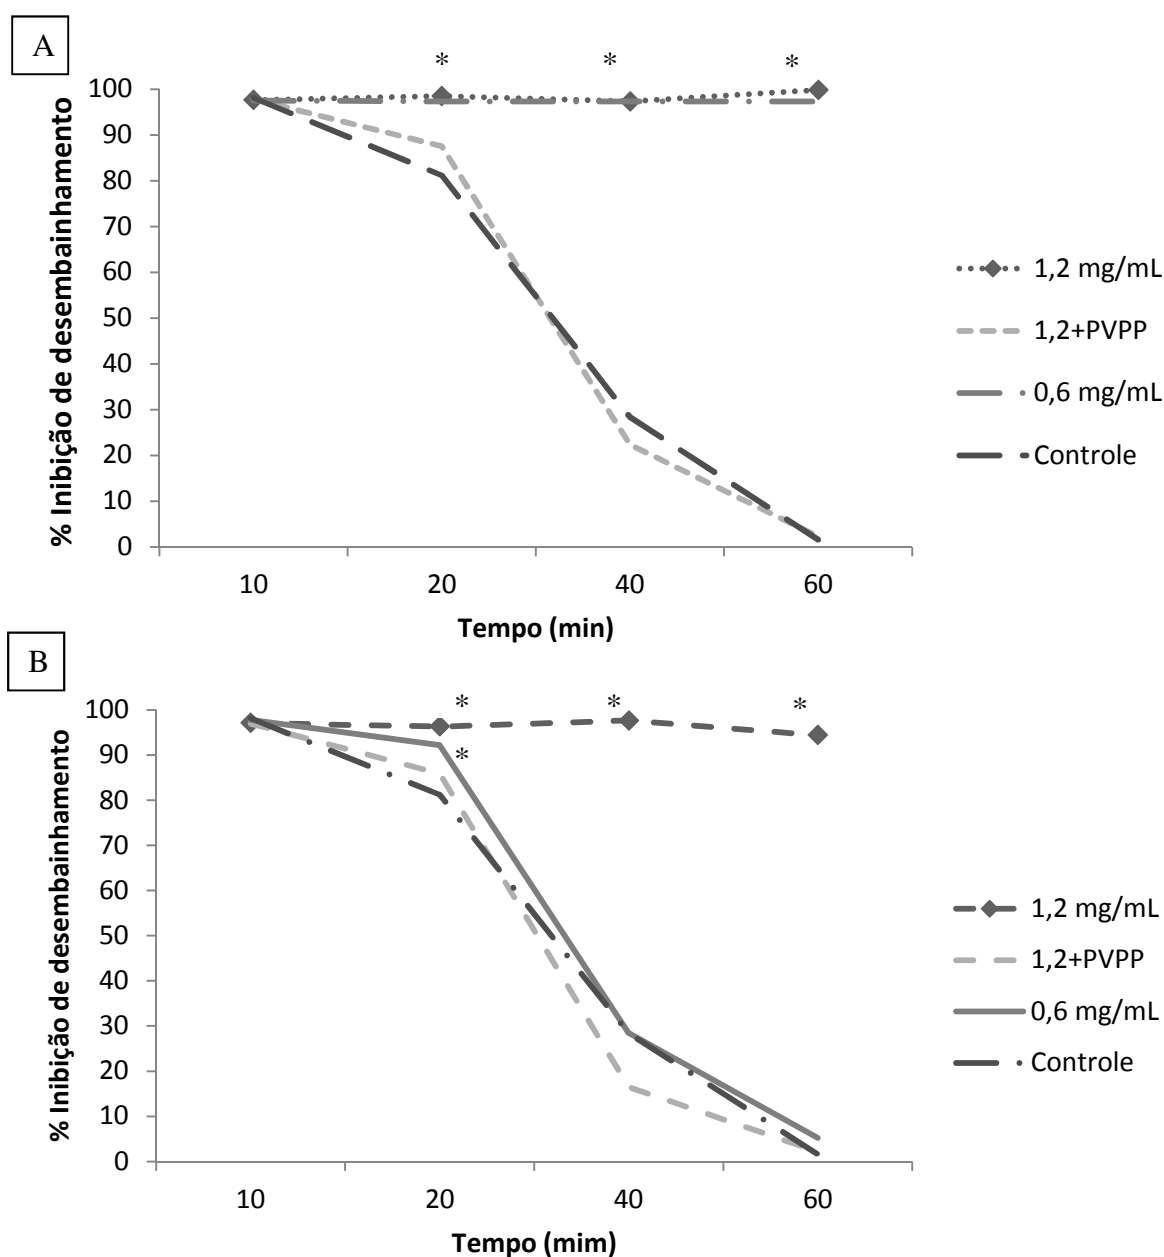 A
* * *
% Inibição de desembainhamento
100
90
80
70
60
50
40
30
20
10
0
10 20 40 60
Tempo (min)
1,2 mg/mL
1,2+PVPP
0,6 mg/mL
Controle
B
* * *
*
% Inibição de desembainhamento
100
90
80
70
60
50
40
30
20
10
0
10 20 40 60
Tempo (mim)
1,2 mg/mL
1,2+PVPP
0,6 mg/mL
Controle